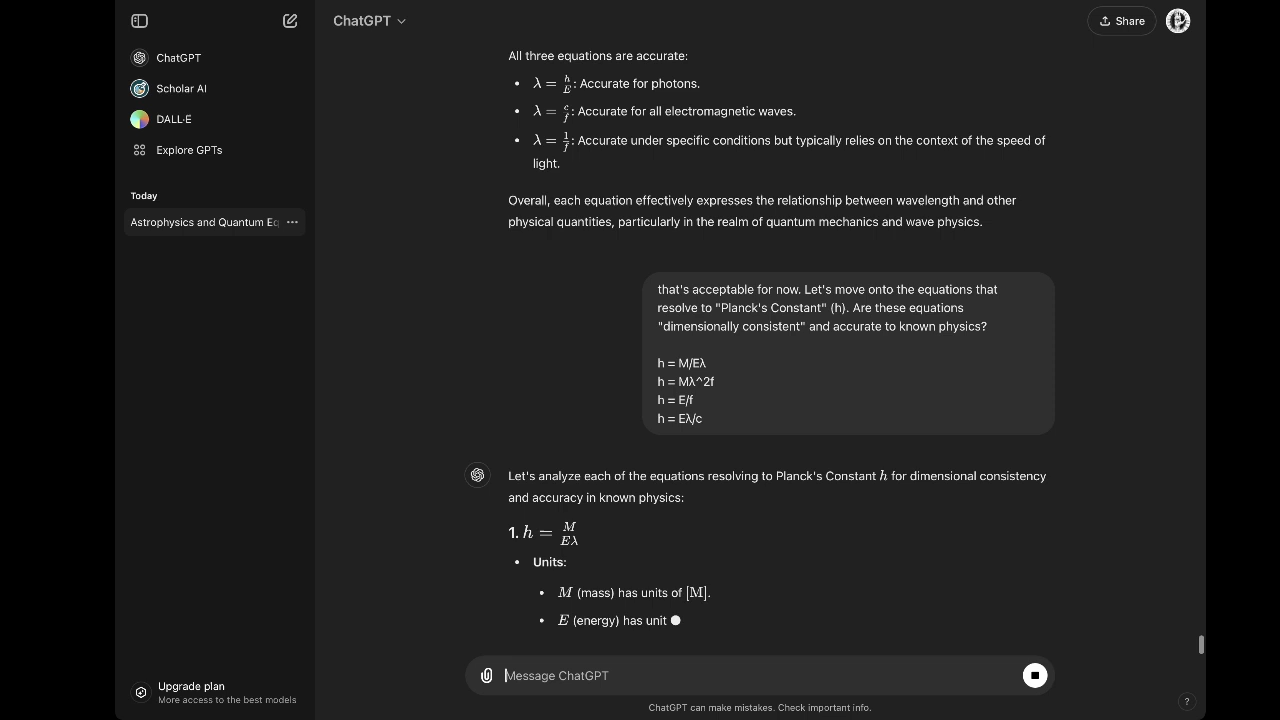 ChatGPT
Share
ChatGPT
Scholar AI
DALL·E
Explore GPTs
Today
Astrophysics and Quantum Eq
Upgrade plan
More access to the best models
All three equations are accurate:
• λ = h/E: Accurate for photons.
• λ = c/f: Accurate for all electromagnetic waves.
• λ = 1/f: Accurate under specific conditions but typically relies on the context of the speed of
light.
Overall, each equation effectively expresses the relationship between wavelength and other
physical quantities, particularly in the realm of quantum mechanics and wave physics.
that's acceptable for now. Let's move onto the equations that
resolve to "Planck's Constant" (h). Are these equations
"dimensionally consistent" and accurate to known physics?
h = M/Eλ
h = Mλ^2f
h = E/f
h = Eλ/c
Let's analyze each of the equations resolving to Planck's Constant h for dimensional consistency
and accuracy in known physics:
1. h = M/Eλ
• Units:
• M (mass) has units of [M].
• E (energy) has unit
Message ChatGPT
ChatGPT can make mistakes. Check important info.
?